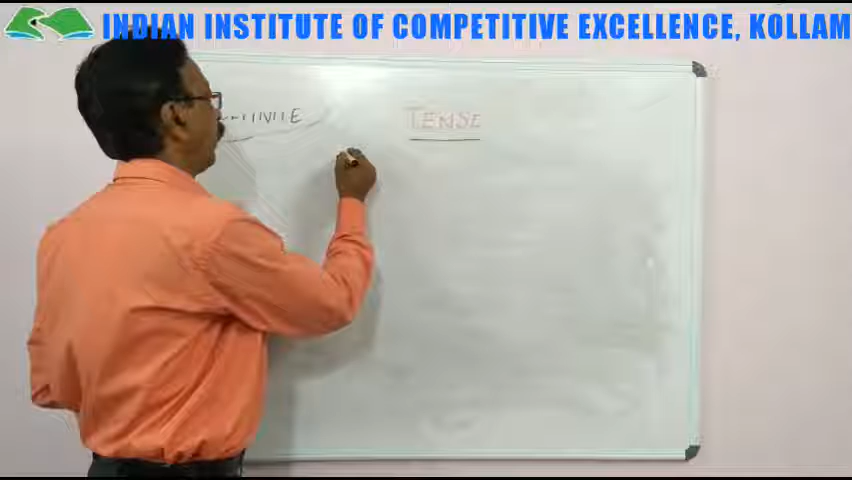 INDIAN INSTITUTE OF COMPETITIVE EXCELLENCE, KOLLAM
TENSE